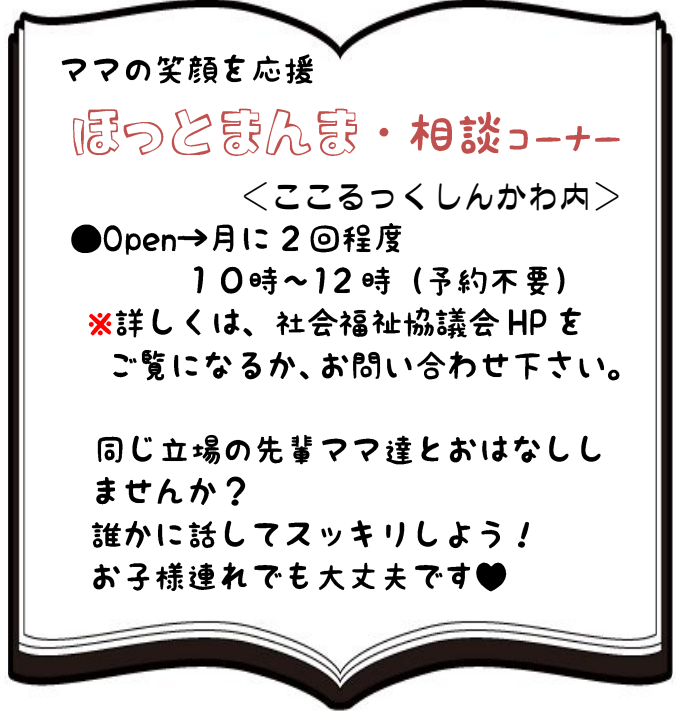 ママの笑顔を応援
ほっとまんま・相談コーナー
＜こころっくしんかわ内＞
●Open→月に２回程度
１０時～12時（予約不要）
※詳しくは、社会福祉協議会HPを
ご覧になるか、お問い合わせ下さい。
同じ立場の先輩ママ達とおはなしし
ませんか？
誰かに話してスッキリしよう！
お子様連れでも大丈夫です♥